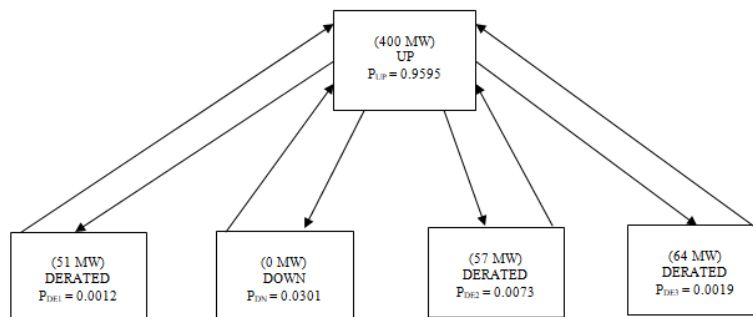 (400 MW)
UP
PUP = 0.9595
(51 MW)
DERATED
PDE1 = 0.0012
(0 MW)
DOWN
PDN = 0.0301
(57 MW)
DERATED
PDE2 = 0.0073
(64 MW)
DERATED
PDE3 = 0.0019